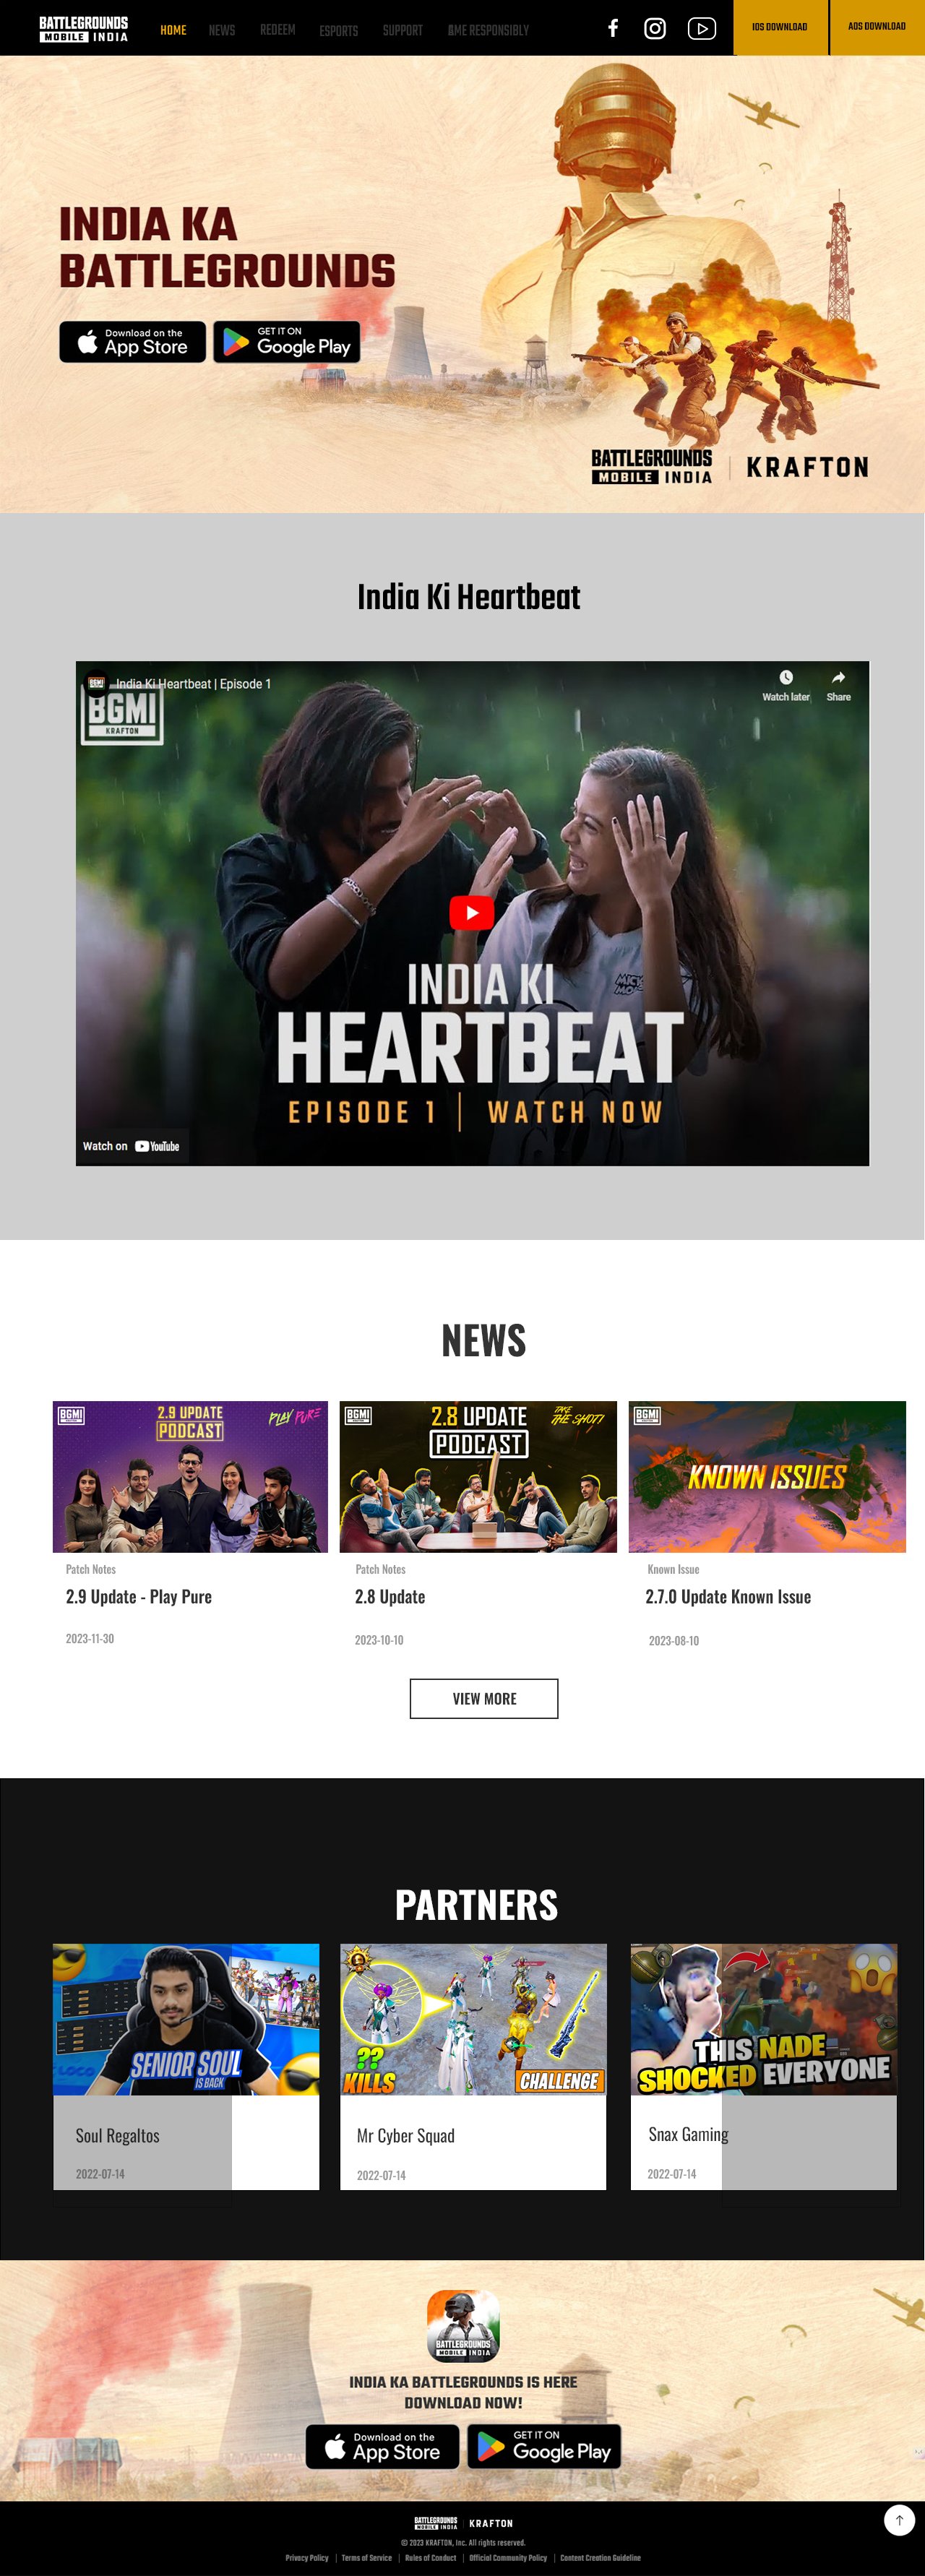 BATTLEGROUNDS
MOBILE INDIA
HOME NEWS REDEEM ESPORTS SUPPORT AME RESPONSIBLY
IOS DOWNLOAD
AOS DOWNLOAD
INDIA KA
BATTLEGROUNDS
Download on the
App Store
GET IT ON
Google Play
BATTLEGROUNDS
MOBILE INDIA
KRAFTON
India Ki Heartbeat
India Ki Heartbeat | Episode 1
BGMI
KRAFTON
Watch later
Share
INDIA KI
HEARTBEAT
EPISODE 1 | WATCH NOW
Watch on YouTube
NEWS
BGMI
2.9 UPDATE
PODCAST
PLAY PURE
BGMI
2.8 UPDATE
PODCAST
TAKE
THE SHOT!
BGMI
KNOWN ISSUES
Patch Notes
2.9 Update - Play Pure
2023-11-30
Patch Notes
2.8 Update
2023-10-10
Known Issue
2.7.0 Update Known Issue
2023-08-10
VIEW MORE
PARTNERS
SENIOR SOUL
IS BACK
??
KILLS
CHALLENGE
THIS NADE
SHOCKED EVERYONE
Soul Regaltos
2022-07-14
Mr Cyber Squad
2022-07-14
Snax Gaming
2022-07-14
BATTLEGROUNDS
MOBILE INDIA
INDIA KA BATTLEGROUNDS IS HERE
DOWNLOAD NOW!
Download on the
App Store
GET IT ON
Google Play
BATTLEGROUNDS
MOBILE INDIA
KRAFTON
© 2023 KRAFTON, Inc. All rights reserved.
Privacy Policy | Terms of Service | Rules of Conduct | Official Community Policy | Content Creation Guideline